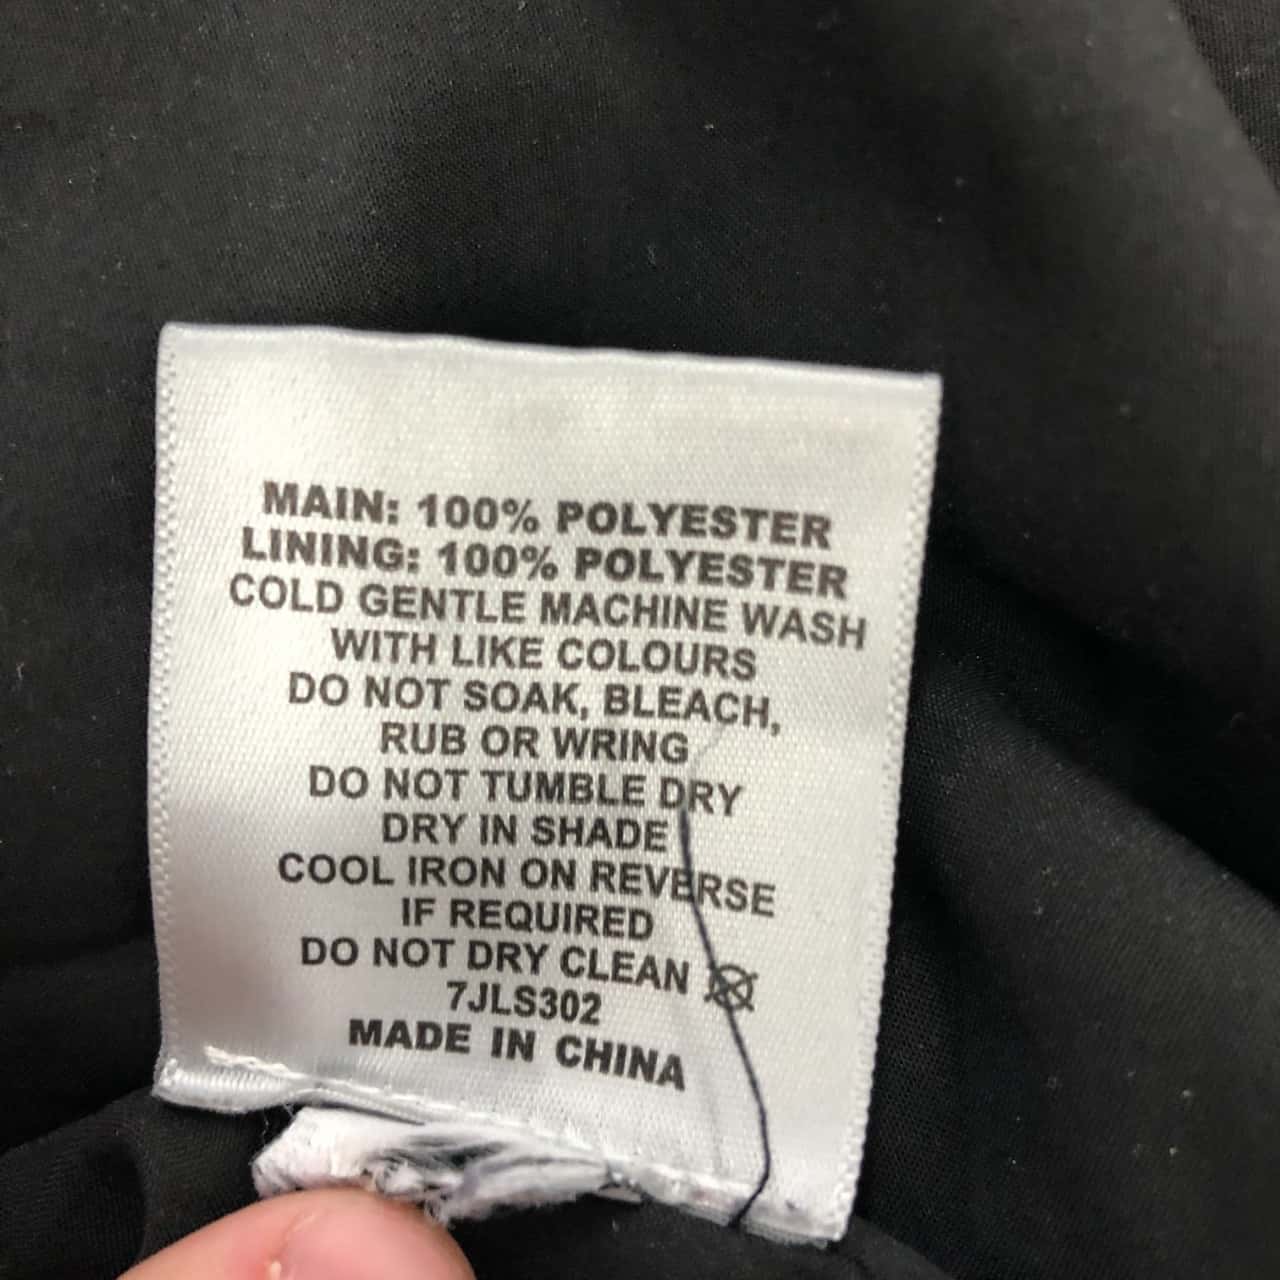 MAIN: 100% POLYESTER
LINING: 100% POLYESTER
COLD GENTLE MACHINE WASH
WITH LIKE COLOURS
DO NOT SOAK, BLEACH,
RUB OR WRING
DO NOT TUMBLE DRY
DRY IN SHADE
COOL IRON ON REVERSE
IF REQUIRED
DO NOT DRY CLEAN
7JLS302
MADE IN CHINA